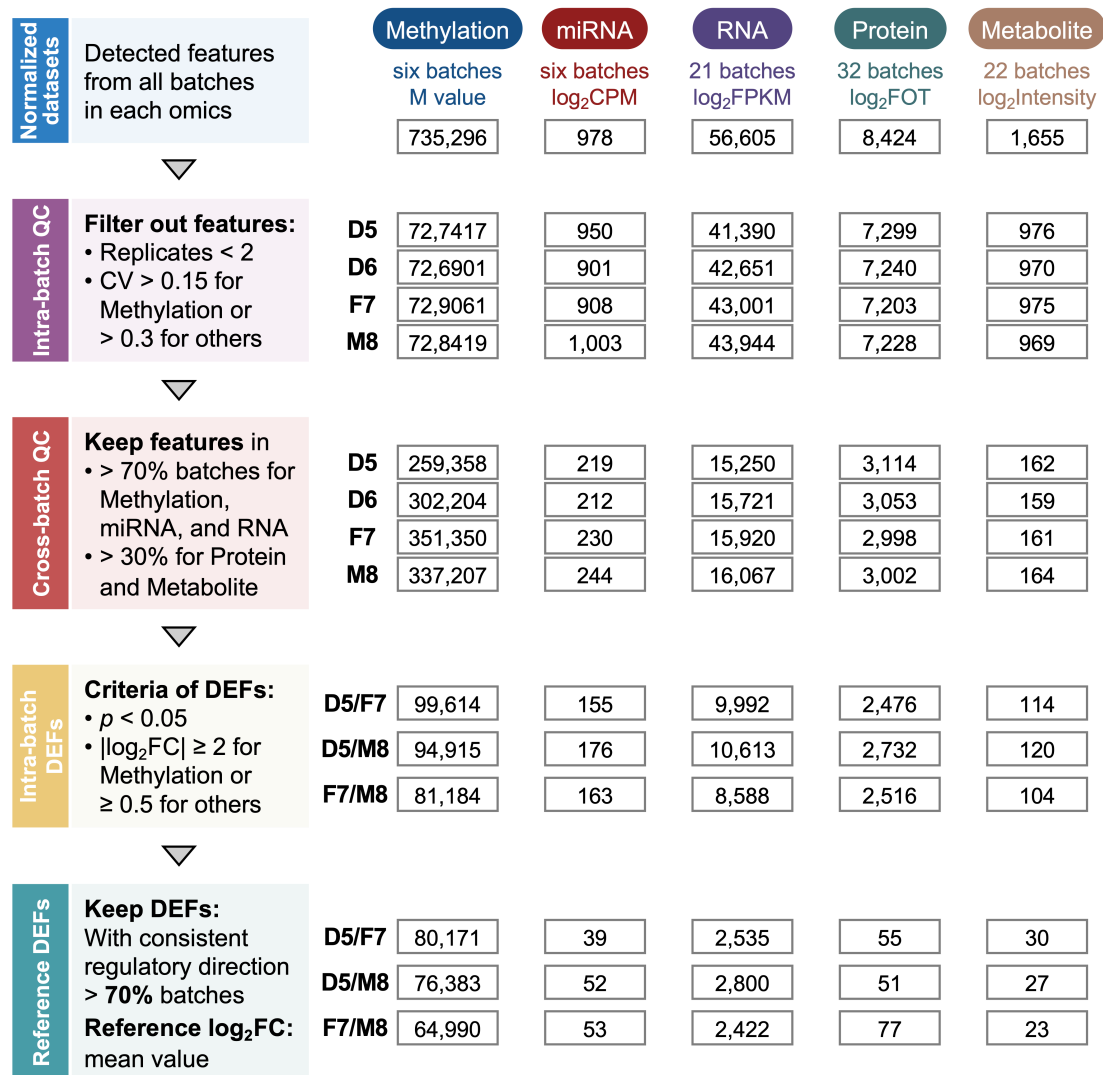 Methylation miRNA RNA Protein Metabolite
six batches six batches 21 batches 32 batches 22 batches
M value log₂CPM log₂FPKM log₂FOT log₂Intensity
Normalized
datasets
Detected features
from all batches
in each omics
735,296 978 56,605 8,424 1,655
Intra-batch QC
Filter out features:
• Replicates < 2
• CV > 0.15 for
Methylation or
> 0.3 for others
D5 72,7417 950 41,390 7,299 976
D6 72,6901 901 42,651 7,240 970
F7 72,9061 908 43,001 7,203 975
M8 72,8419 1,003 43,944 7,228 969
Cross-batch QC
Keep features in
• > 70% batches for
Methylation,
miRNA, and RNA
• > 30% for Protein
and Metabolite
D5 259,358 219 15,250 3,114 162
D6 302,204 212 15,721 3,053 159
F7 351,350 230 15,920 2,998 161
M8 337,207 244 16,067 3,002 164
Intra-batch
DEFs
Criteria of DEFs:
• p < 0.05
• |log₂FC| ≥ 2 for
Methylation or
≥ 0.5 for others
D5/F7 99,614 155 9,992 2,476 114
D5/M8 94,915 176 10,613 2,732 120
F7/M8 81,184 163 8,588 2,516 104
Reference DEFs
Keep DEFs:
With consistent
regulatory direction
> 70% batches
Reference log₂FC:
mean value
D5/F7 80,171 39 2,535 55 30
D5/M8 76,383 52 2,800 51 27
F7/M8 64,990 53 2,422 77 23